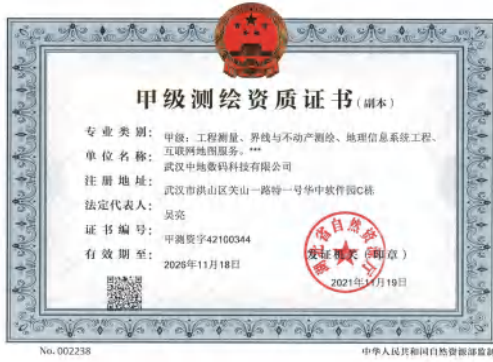 甲级测绘资质证书(副本)
专业类别: 甲级:工程测量、界线与不动产测绘、地理信息系统工程、
互联网地图服务。***
单位名称: 武汉中地数码科技有限公司
注册地址: 武汉市洪山区关山一路特一号华中软件园C栋
法定代表人: 吴亮
证书编号: 甲测资字42100344
有效期至: 2026年11月18日
湖北省自然资源厅
发证机关(印章)
2021年11月19日
No. 002238
中华人民共和国自然资源部监制